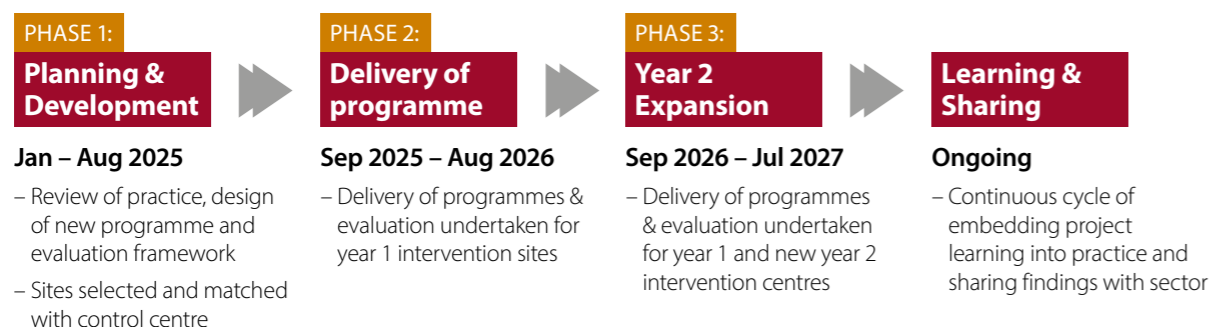 PHASE 1:
Planning &
Development
Jan – Aug 2025
– Review of practice, design
of new programme and
evaluation framework
– Sites selected and matched
with control centre
PHASE 2:
Delivery of
programme
Sep 2025 – Aug 2026
– Delivery of programmes &
evaluation undertaken for
year 1 intervention sites
PHASE 3:
Year 2
Expansion
Sep 2026 – Jul 2027
– Delivery of programmes
& evaluation undertaken
for year 1 and new year 2
intervention centres
Learning &
Sharing
Ongoing
– Continuous cycle of
embedding project
learning into practice and
sharing findings with sector